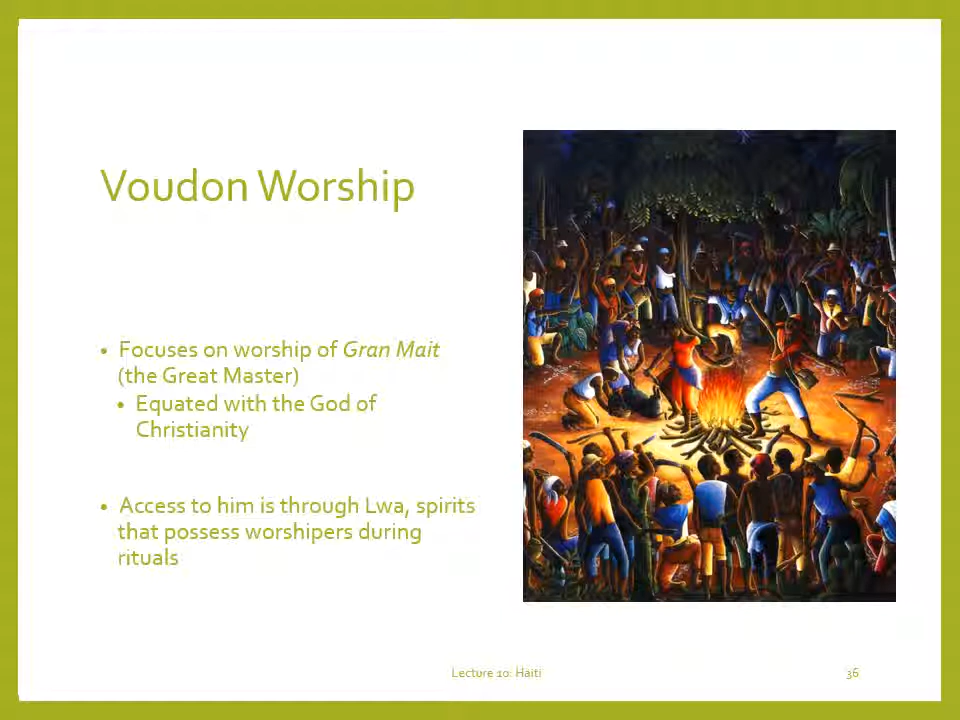 Voudon Worship
• Focuses on worship of Gran Mait
(the Great Master)
• Equated with the God of
Christianity
• Access to him is through Lwa, spirits
that possess worshipers during
rituals
Lecture 10: Haiti
36